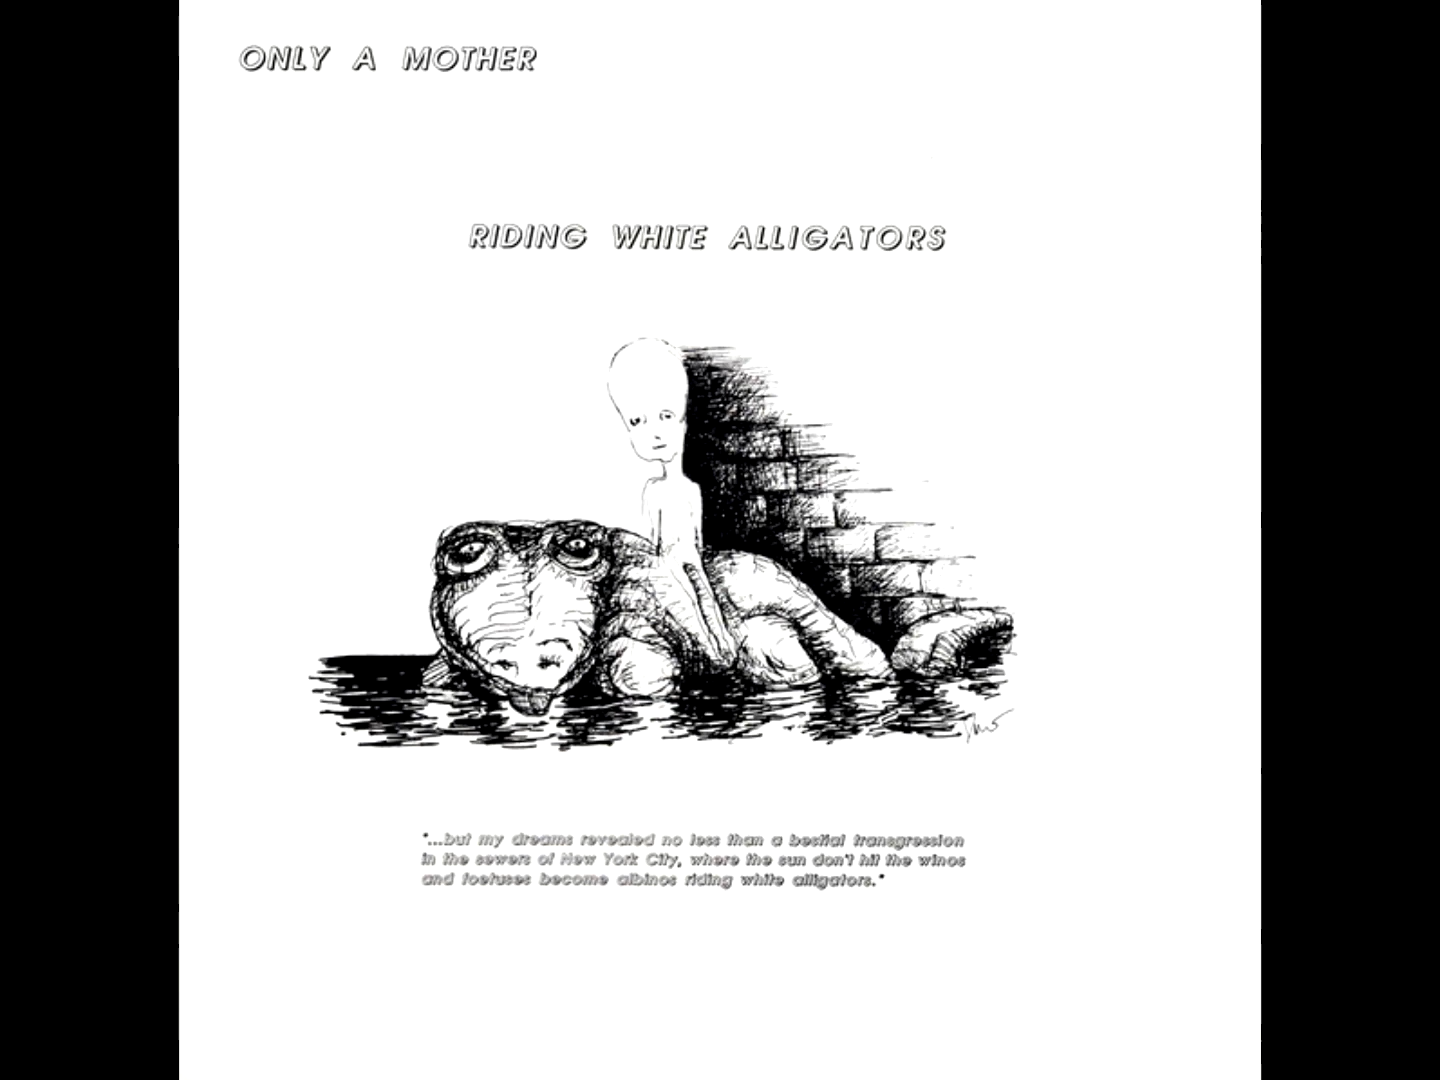 ONLY A MOTHER
RIDING WHITE ALLIGATORS
"...but my dreams revealed no less than a bestial transgression
in the sewers of New York City, where the sun don't hit the winos
and foetuses become albinos riding white alligators."